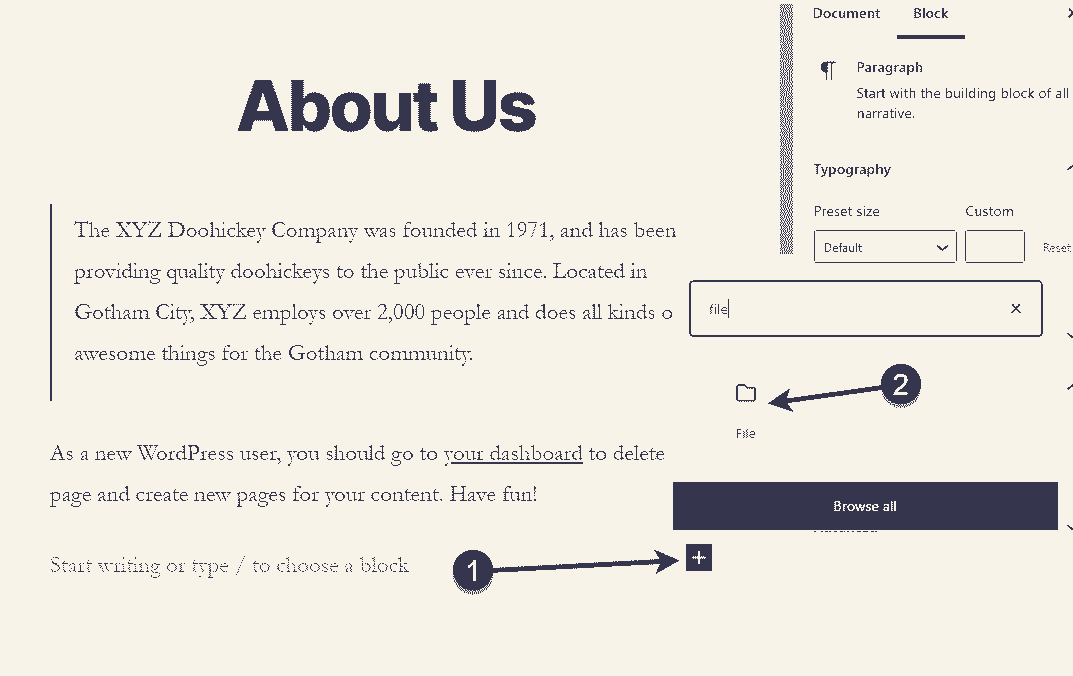 About Us
The XYZ Doohickey Company was founded in 1971, and has been
providing quality doohickeys to the public ever since. Located in
Gotham City, XYZ employs over 2,000 people and does all kinds o
awesome things for the Gotham community.
As a new WordPress user, you should go to your dashboard to delete
page and create new pages for your content. Have fun!
Start writing or type / to choose a block
1
Document Block
Paragraph
Start with the building block of all
narrative.
Typography
Preset size Custom
Default Reset
file
2
File
Browse all